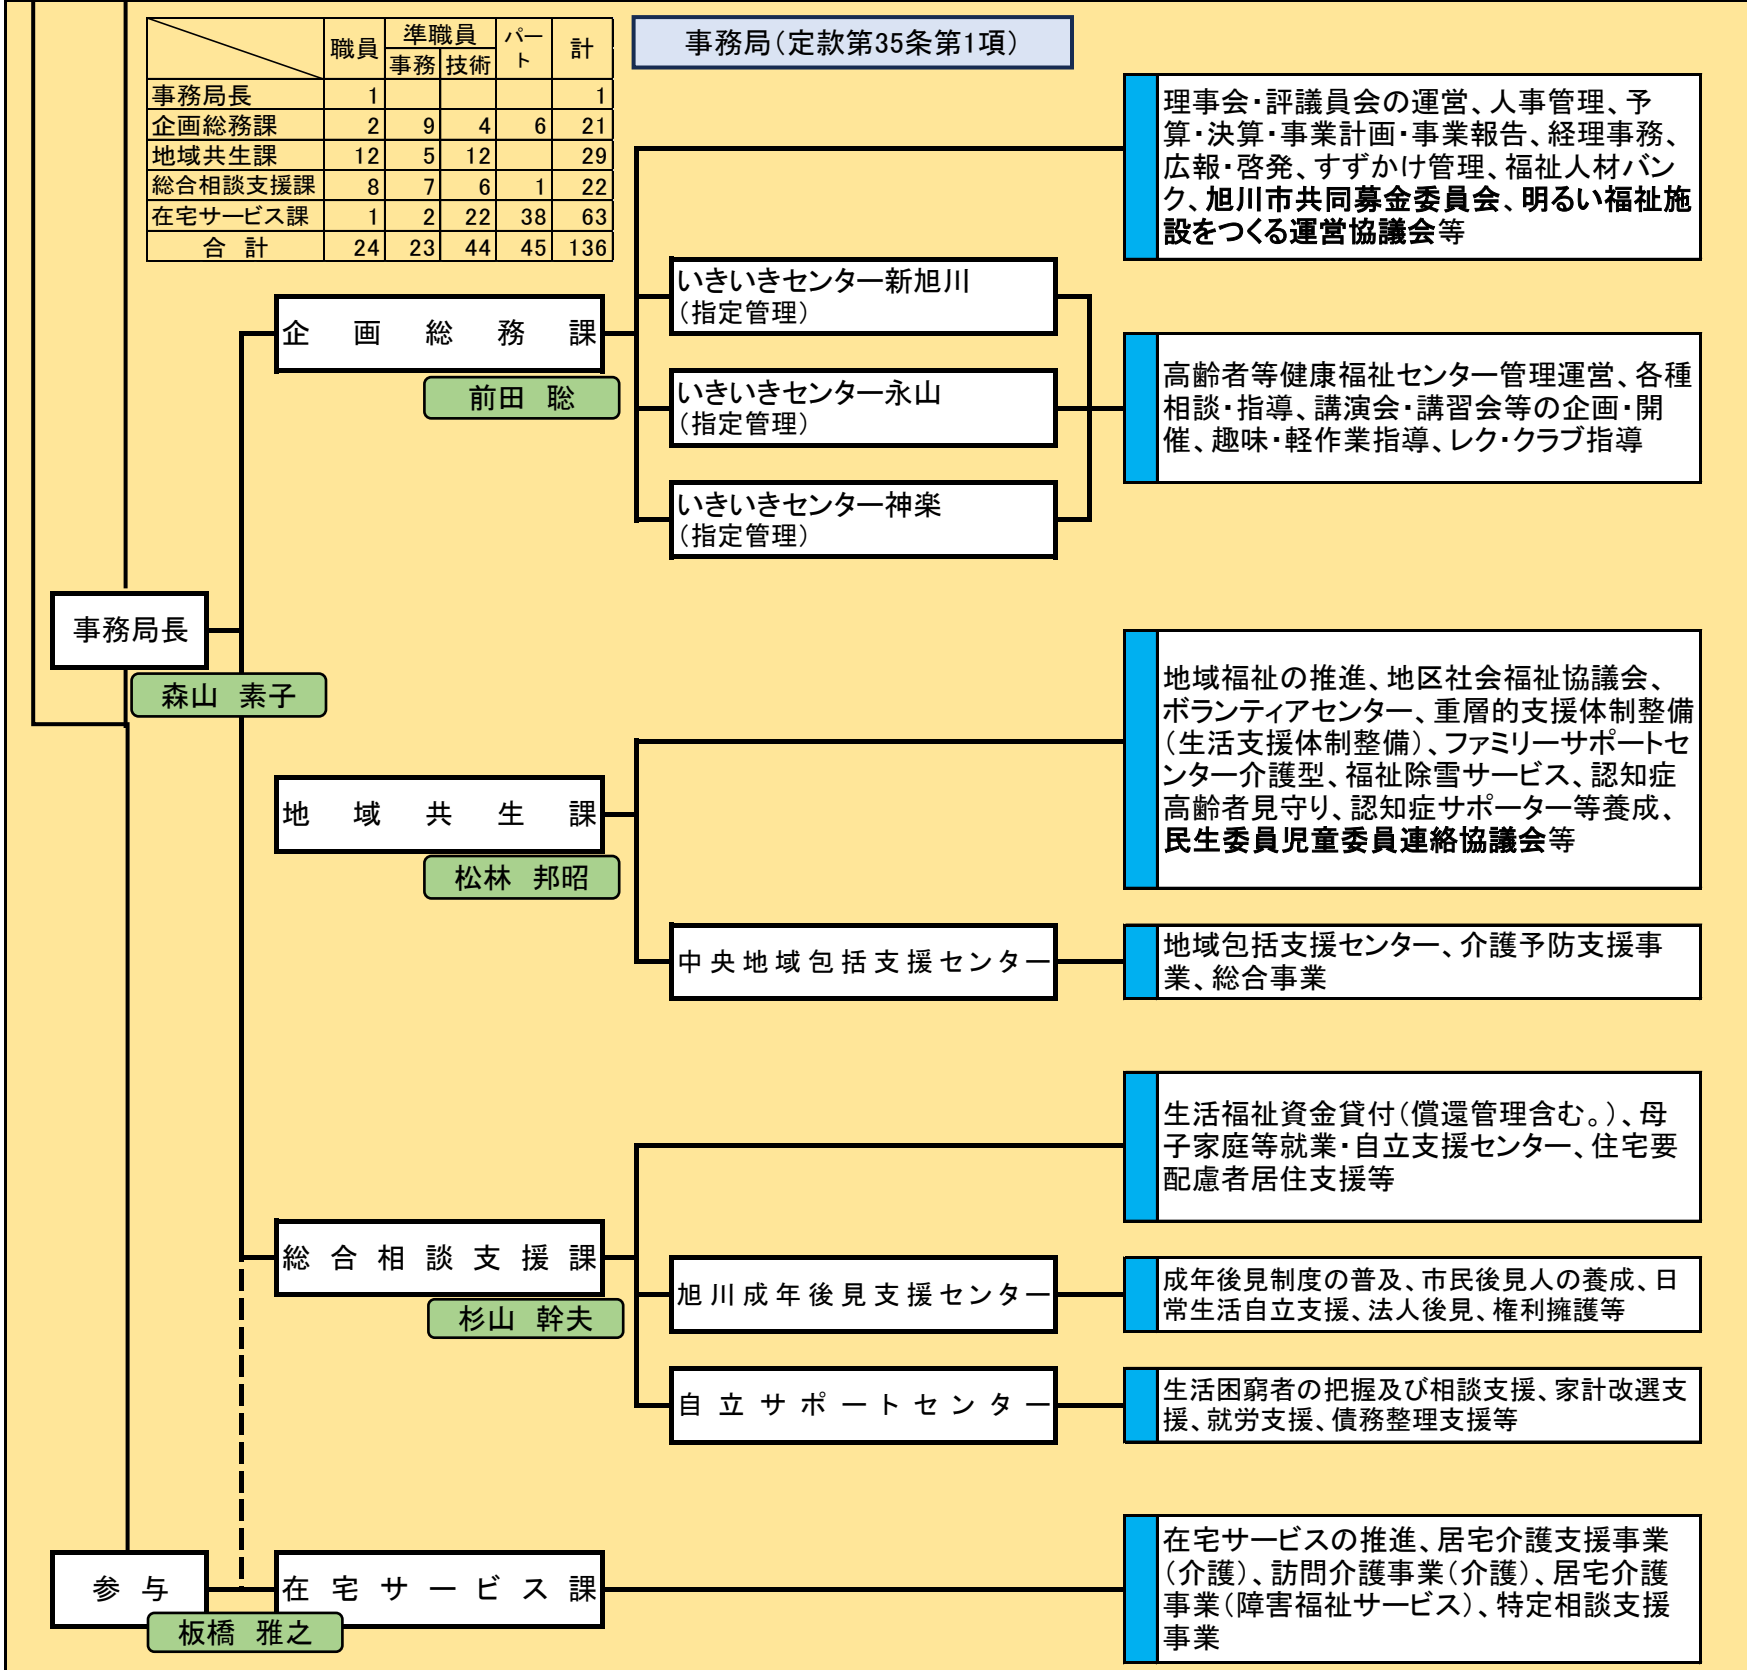 事務局（定款第35条第1項）
職員 準職員 パート 計
事務 技術
事務局長 1 1
企画総務課 2 9 4 6 21
地域共生課 12 5 12 29
総合相談支援課 8 7 6 1 22
在宅サービス課 1 2 22 38 63
合 計 24 23 44 45 136
事務局長
森山 素子
企画総務課
前田 聡
理事会・評議員会の運営、人事管理、予
算・決算・事業計画・事業報告、経理事務、
広報・啓発、すずかけ管理、福祉人材バン
ク、旭川市共同募金委員会、明るい福祉施
設をつくる運営協議会等
いきいきセンター新旭川
（指定管理）
いきいきセンター永山
（指定管理）
いきいきセンター神楽
（指定管理）
高齢者等健康福祉センター管理運営、各種
相談・指導、講演会・講習会等の企画・開
催、趣味・軽作業指導、レク・クラブ指導
地域共生課
松林 邦昭
地域福祉の推進、地区社会福祉協議会、
ボランティアセンター、重層的支援体制整備
（生活支援体制整備）、ファミリーサポートセ
ンター介護型、福祉除雪サービス、認知症
高齢者見守り、認知症サポーター等養成、
民生委員児童委員連絡協議会等
中央地域包括支援センター
地域包括支援センター、介護予防支援事
業、総合事業
総合相談支援課
杉山 幹夫
生活福祉資金貸付（償還管理含む。）、母
子家庭等就業・自立支援センター、住宅要
配慮者居住支援等
旭川成年後見支援センター
成年後見制度の普及、市民後見人の養成、日
常生活自立支援、法人後見、権利擁護等
自立サポートセンター
生活困窮者の把握及び相談支援、家計改選支
援、就労支援、債務整理支援等
参与
板橋 雅之
在宅サービス課
在宅サービスの推進、居宅介護支援事業
（介護）、訪問介護事業（介護）、居宅介護
事業（障害福祉サービス）、特定相談支援
事業